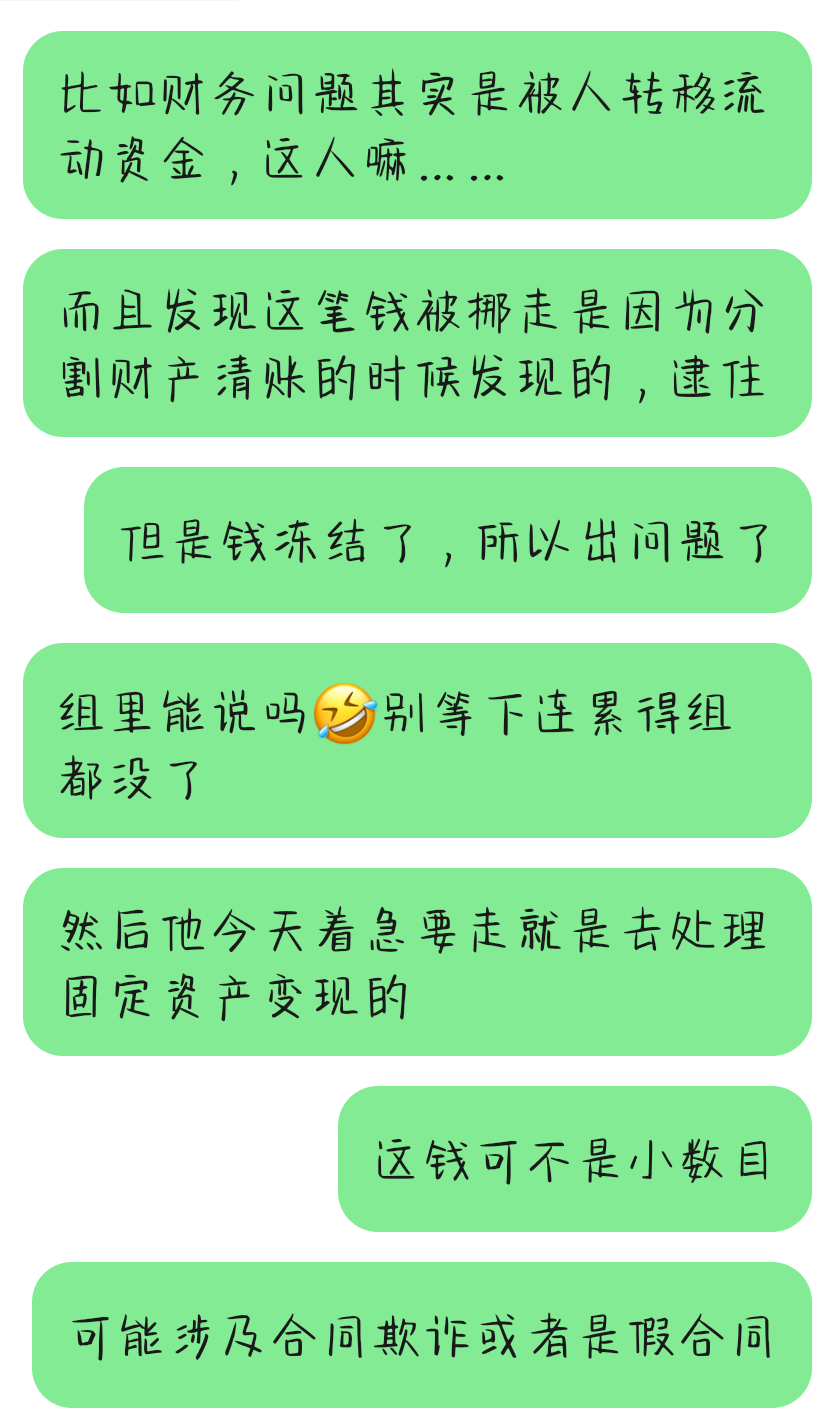 比如财务问题其实是被人转移流
动资金，这人嘛……
而且发现这笔钱被挪走是因为分
割财产清账的时候发现的，逮住
但是钱冻结了，所以出问题了
组里能说吗🤣别等下连累得组
都没了
然后他今天着急要走就是去处理
固定资产变现的
这钱可不是小数目
可能涉及合同欺诈或者是假合同